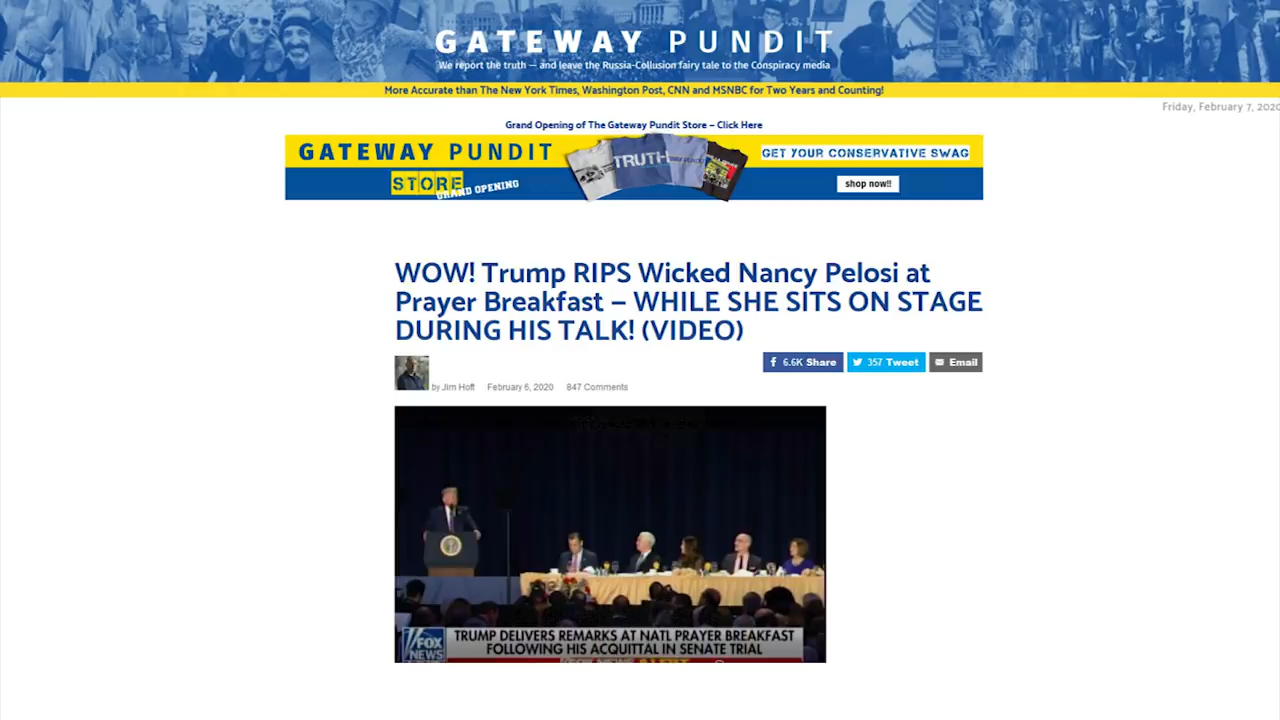 GATEWAY PUNDIT
We report the truth — and leave the Russia-Collusion fairy tale to the Conspiracy media
More Accurate than The New York Times, Washington Post, CNN and MSNBC for Two Years and Counting!
Friday, February 7, 2020
Grand Opening of The Gateway Pundit Store – Click Here
GATEWAY PUNDIT
STORE
GRAND OPENING
TRUTH
GET YOUR CONSERVATIVE SWAG
shop now!!
WOW! Trump RIPS Wicked Nancy Pelosi at
Prayer Breakfast – WHILE SHE SITS ON STAGE
DURING HIS TALK! (VIDEO)
6.6K Share 357 Tweet Email
by Jim Hoft February 6, 2020 847 Comments
FOX NEWS
TRUMP DELIVERS REMARKS AT NATL PRAYER BREAKFAST
FOLLOWING HIS ACQUITTAL IN SENATE TRIAL